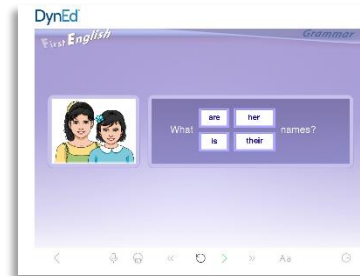 DynEd
First English
Grammar
are her
What names?
is their
Aa